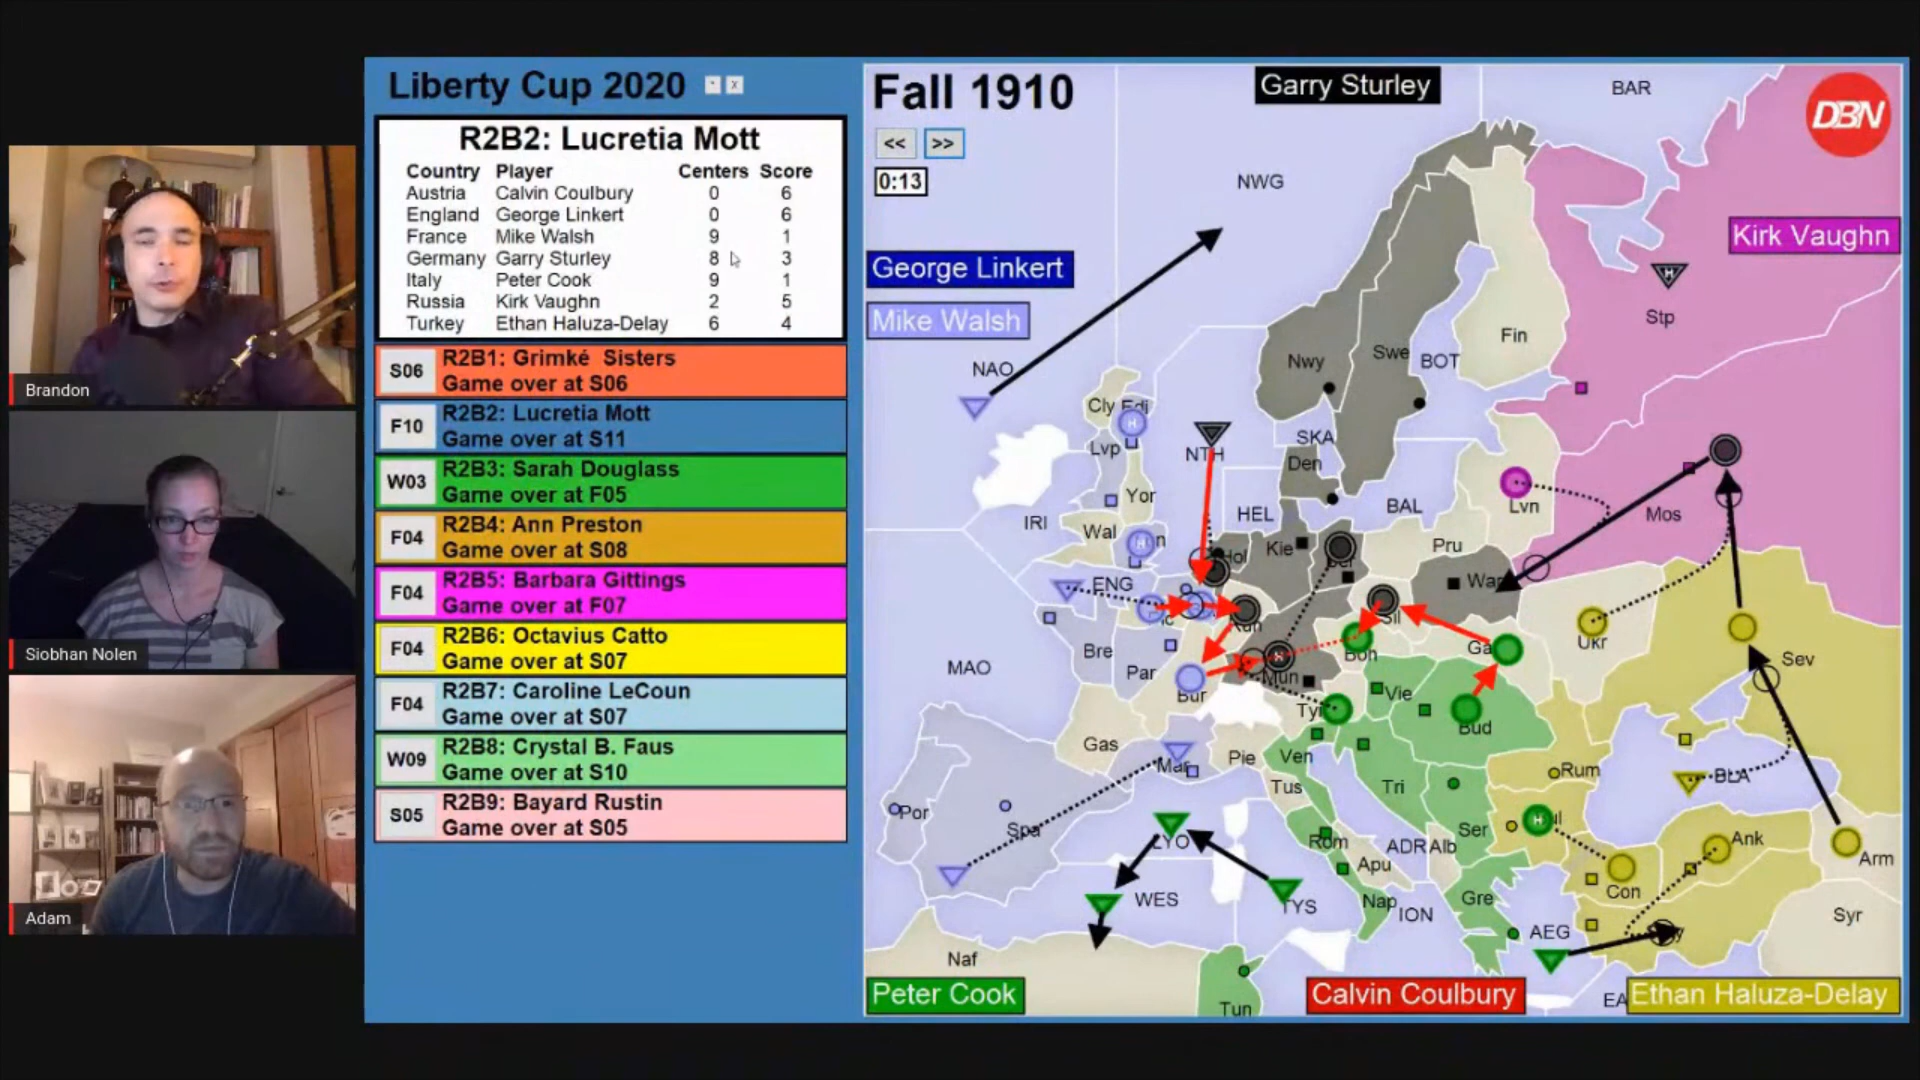 Brandon
Siobhan Nolen
Adam
Liberty Cup 2020
R2B2: Lucretia Mott
Country Player Centers Score
Austria Calvin Coulbury 0 6
England George Linkert 0 6
France Mike Walsh 9 1
Germany Garry Sturley 8 3
Italy Peter Cook 9 1
Russia Kirk Vaughn 2 5
Turkey Ethan Haluza-Delay 6 4
S06 R2B1: Grimké Sisters
Game over at S06
F10 R2B2: Lucretia Mott
Game over at S11
W03 R2B3: Sarah Douglass
Game over at F05
F04 R2B4: Ann Preston
Game over at S08
F04 R2B5: Barbara Gittings
Game over at F07
F04 R2B6: Octavius Catto
Game over at S07
F04 R2B7: Caroline LeCoun
Game over at S07
W09 R2B8: Crystal B. Faus
Game over at S10
S05 R2B9: Bayard Rustin
Game over at S05
Fall 1910
Garry Sturley
BAR
DBN
<< >>
0:13
NWG
Kirk Vaughn
George Linkert
Mike Walsh
Stp
Fin
Nwy
Swe
BOT
NAO
Cly
Edi
Lvp
NTH
SKA
Den
Yor
IRI
HEL
BAL
Lvn
Mos
Wal
Hol
Kie
Pru
ENG
War
Ukr
Bre
Par
MAO
Bur
Mun
Sil
Sev
Tyr
Vie
Bud
Gas
Mar
Pie
Ven
Tus
Tri
Rum
BLA
Por
Spa
LYO
Rom
Apu
ADR
Alb
Ser
Ank
Con
Arm
WES
TYS
Nap
ION
Gre
AEG
Syr
Naf
Tun
Peter Cook
Calvin Coulbury
EA
Ethan Haluza-Delay